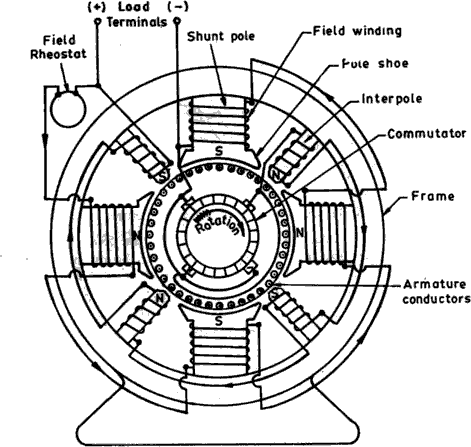 (+) Load (-)
Terminals
Field
Rheostat
Shunt pole
Field winding
Pole shoe
Interpole
Commutator
Frame
Armature
conductors
S
S
N
N
Rotation
N
N
S
S